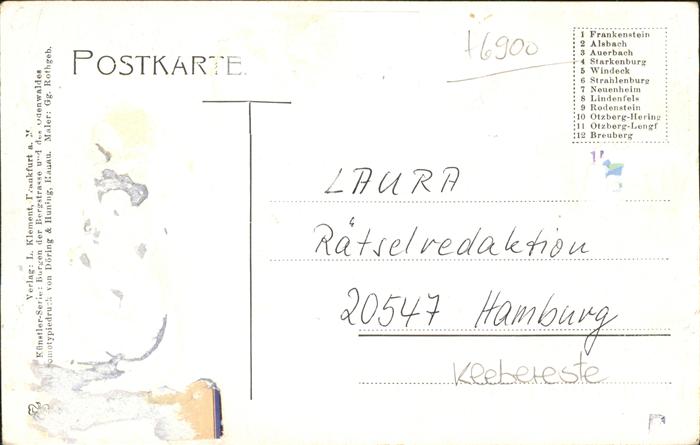 POSTKARTE
76900
1 Frankenstein
2 Alsbach
3 Auerbach
4 Starkenburg
5 Windeck
6 Strahlenburg
7 Neuenheim
8 Lindenfels
9 Rodenstein
10 Otzberg-Hering
11 Otzberg-Lengf
12 Breuberg
Verlag: L. Klement, Frankfurt a. M
Künstler-Serie: Burgen der Bergstrasse und des Odenwaldes
omotypiedruck von Döring & Huning, Hanau. Maler: Gg. Rothgeb.
LAURA
Rätselredaktion
20547 Hamburg
Klebereste